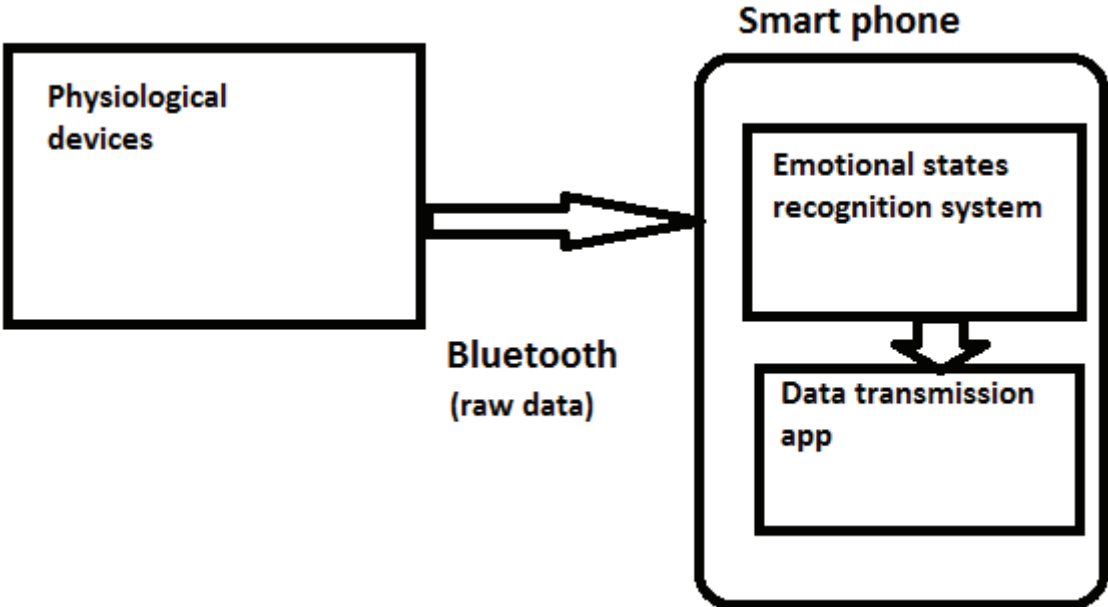 Smart phone
Physiological
devices
Emotional states
recognition system
Bluetooth
(raw data)
Data transmission
app